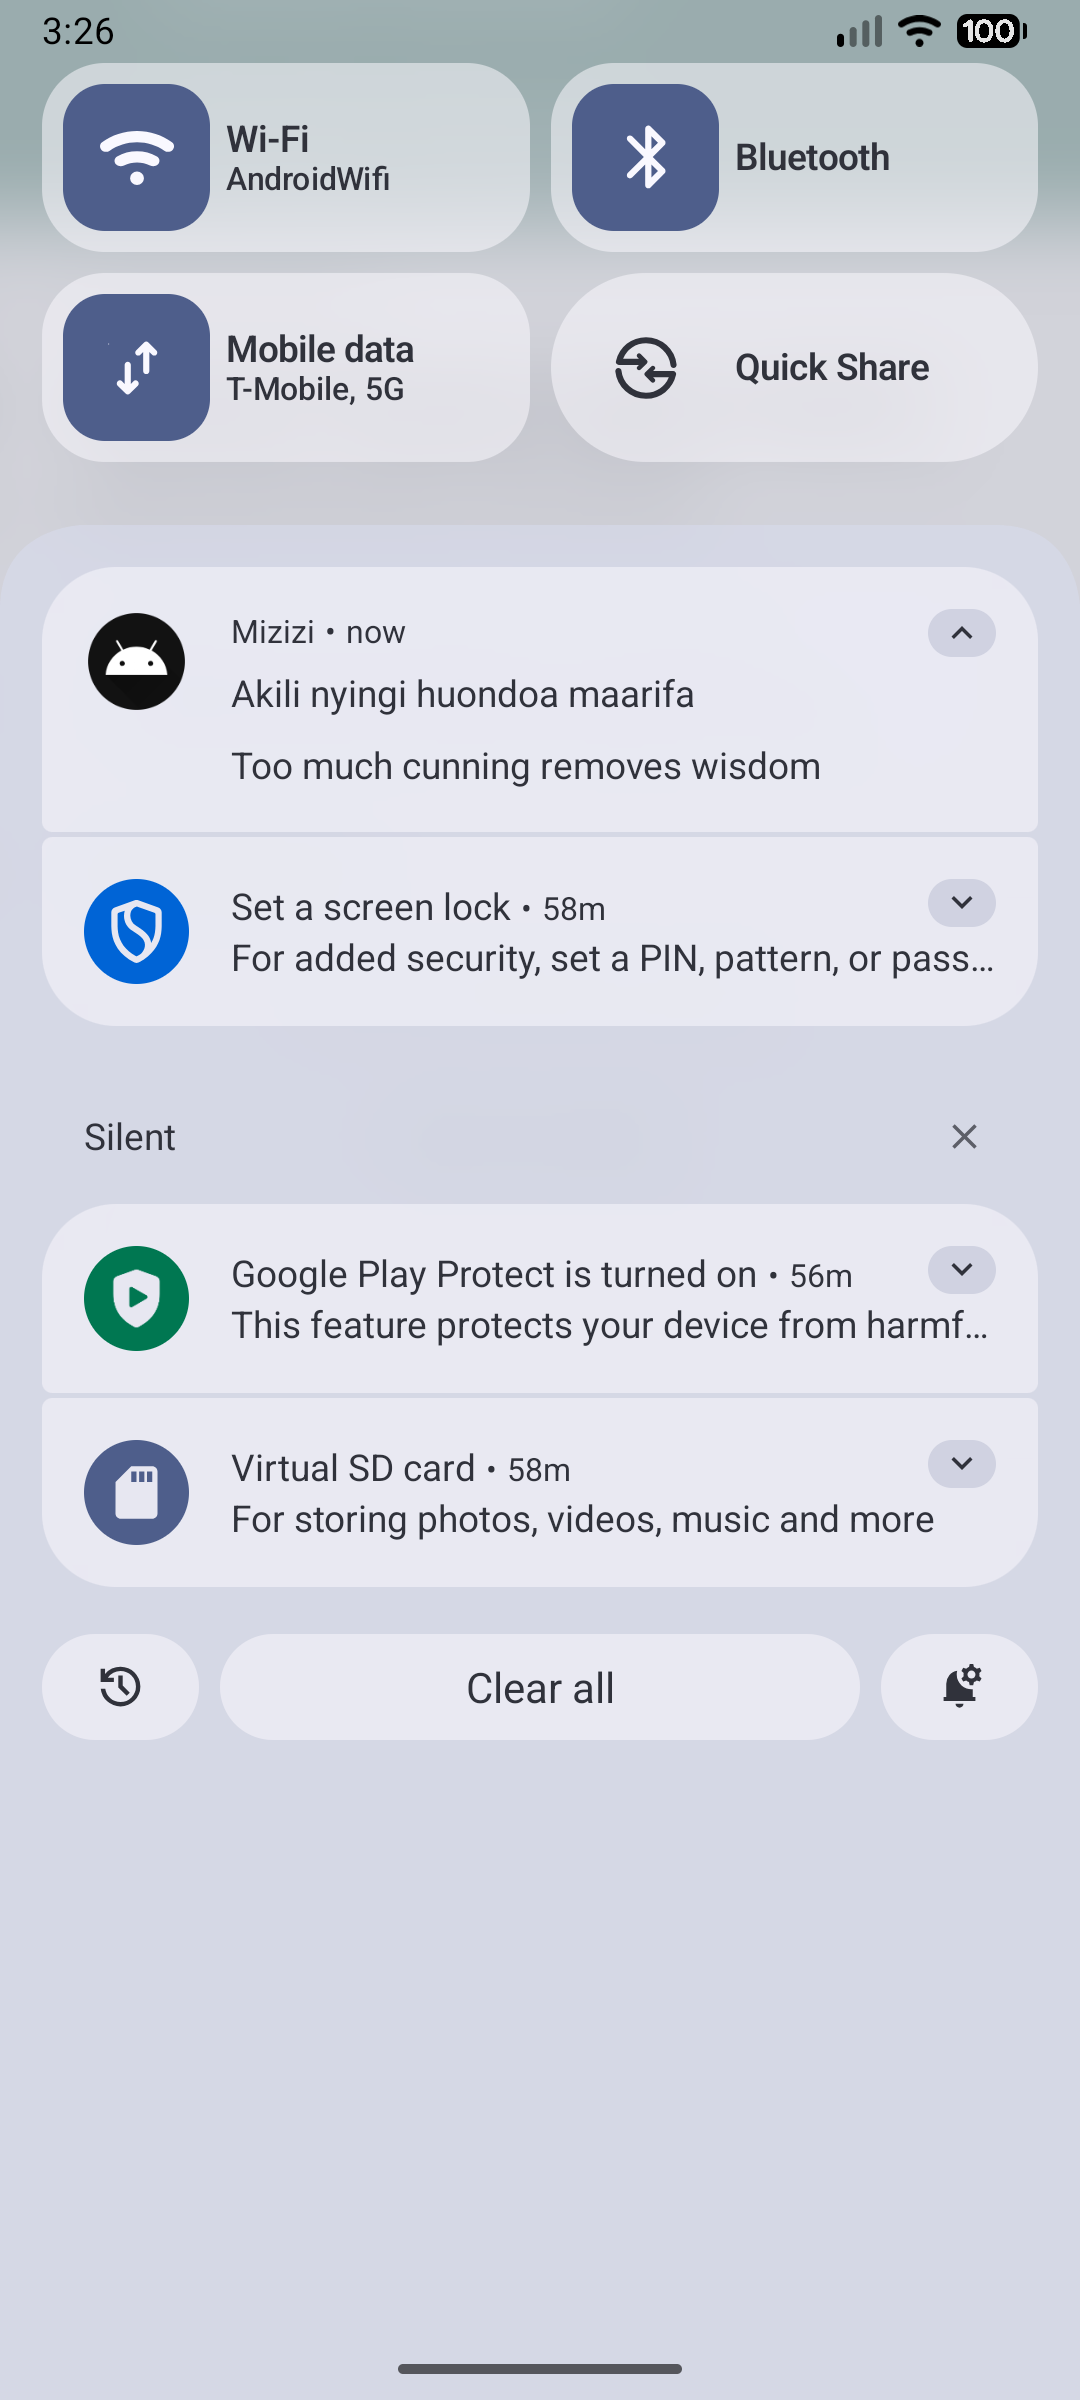 3:26
100
Wi-Fi
AndroidWifi
Bluetooth
Mobile data
T-Mobile, 5G
Quick Share
Mizizi • now
Akili nyingi huondoa maarifa
Too much cunning removes wisdom
Set a screen lock • 58m
For added security, set a PIN, pattern, or pass…
Silent
Google Play Protect is turned on • 56m
This feature protects your device from harmf…
Virtual SD card • 58m
For storing photos, videos, music and more
Clear all